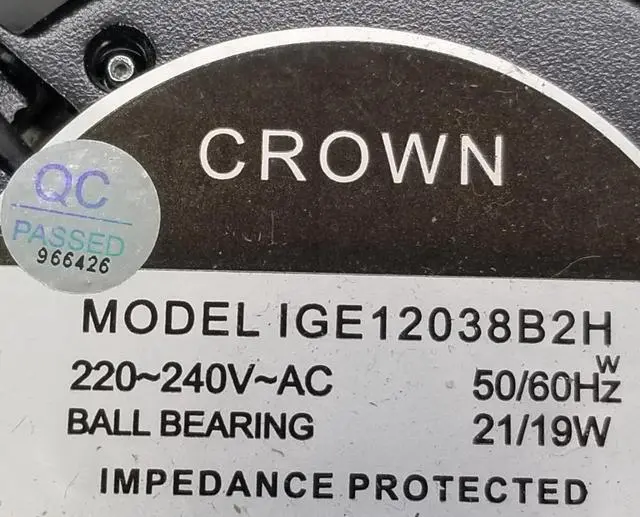 CROWN
QC
PASSED
966426
MODEL IGE12038B2H
W
220~240V~AC 50/60Hz
BALL BEARING 21/19W
IMPEDANCE PROTECTED